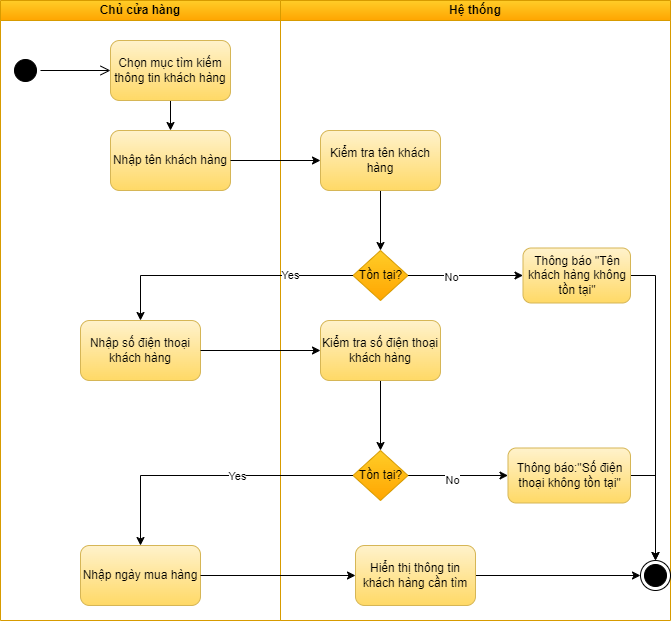 Chủ cửa hàng
Hệ thống
Chọn mục tìm kiếm
thông tin khách hàng
Nhập tên khách hàng
Kiểm tra tên khách
hàng
Tồn tại?
Yes
No
Thông báo "Tên
khách hàng không
tồn tại"
Nhập số điện thoại
khách hàng
Kiểm tra số điện thoại
khách hàng
Tồn tại?
Yes
No
Thông báo:"Số điện
thoại không tồn tại"
Nhập ngày mua hàng
Hiển thị thông tin
khách hàng cần tìm